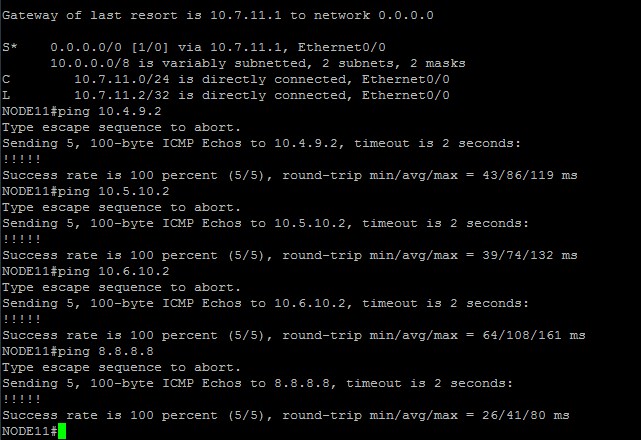 Gateway of last resort is 10.7.11.1 to network 0.0.0.0
S*    0.0.0.0/0 [1/0] via 10.7.11.1, Ethernet0/0
      10.0.0.0/8 is variably subnetted, 2 subnets, 2 masks
C        10.7.11.0/24 is directly connected, Ethernet0/0
L        10.7.11.2/32 is directly connected, Ethernet0/0
NODE11#ping 10.4.9.2
Type escape sequence to abort.
Sending 5, 100-byte ICMP Echos to 10.4.9.2, timeout is 2 seconds:
!!!!!
Success rate is 100 percent (5/5), round-trip min/avg/max = 43/86/119 ms
NODE11#ping 10.5.10.2
Type escape sequence to abort.
Sending 5, 100-byte ICMP Echos to 10.5.10.2, timeout is 2 seconds:
!!!!!
Success rate is 100 percent (5/5), round-trip min/avg/max = 39/74/132 ms
NODE11#ping 10.6.10.2
Type escape sequence to abort.
Sending 5, 100-byte ICMP Echos to 10.6.10.2, timeout is 2 seconds:
!!!!!
Success rate is 100 percent (5/5), round-trip min/avg/max = 64/108/161 ms
NODE11#ping 8.8.8.8
Type escape sequence to abort.
Sending 5, 100-byte ICMP Echos to 8.8.8.8, timeout is 2 seconds:
!!!!!
Success rate is 100 percent (5/5), round-trip min/avg/max = 26/41/80 ms
NODE11#